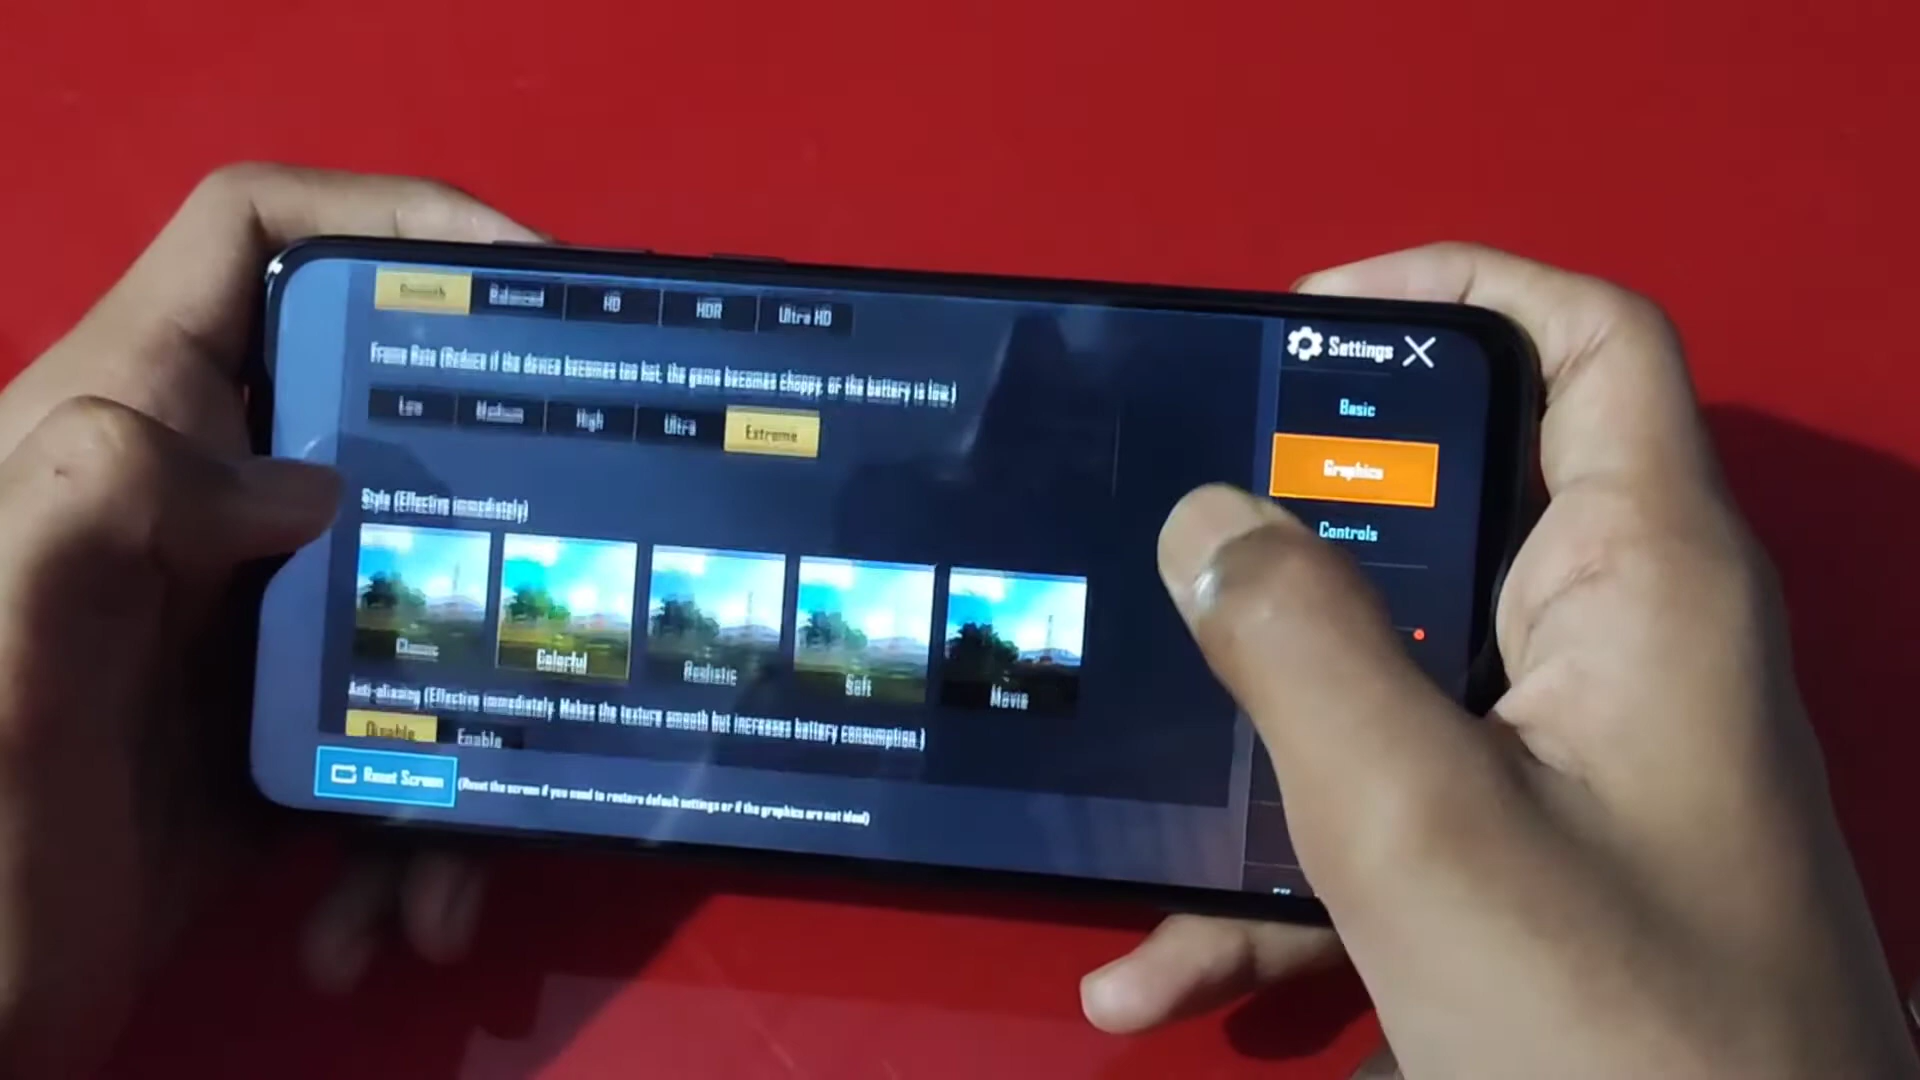 Smooth Balanced HD HDR Ultra HD
Settings
Frame Rate (Reduce if the device becomes too hot, the game becomes choppy, or the battery is low.)
Basic
Low Medium High Ultra Extreme
Graphics
Style (Effective immediately)
Controls
Classic Colorful Realistic Soft Movie
Anti-aliasing (Effective immediately. Makes the texture smooth but increases battery consumption.)
Disable Enable
Reset Screen (Reset the screen if you need to restore default settings or if the graphics are not ideal)